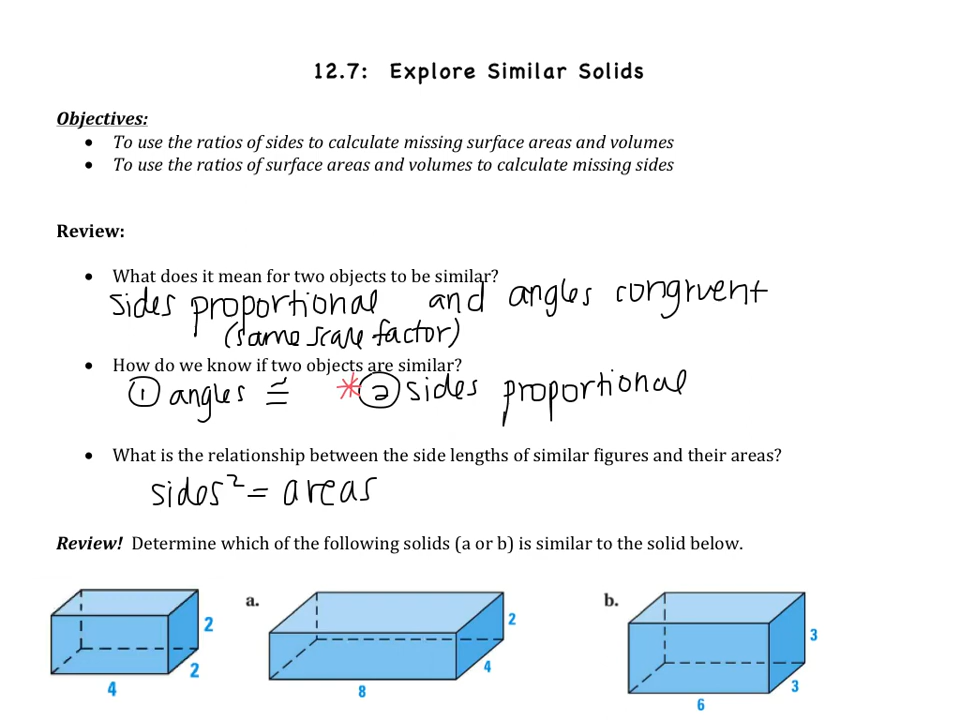 12.7: Explore Similar Solids
Objectives:
• To use the ratios of sides to calculate missing surface areas and volumes
• To use the ratios of surface areas and volumes to calculate missing sides
Review:
• What does it mean for two objects to be similar?
sides proportional and angles congruent
(same scale factor)
• How do we know if two objects are similar?
① angles ≅ *② sides proportional
• What is the relationship between the side lengths of similar figures and their areas?
sides² = areas
Review! Determine which of the following solids (a or b) is similar to the solid below.
2
2
4
a.
2
4
8
b.
3
3
6